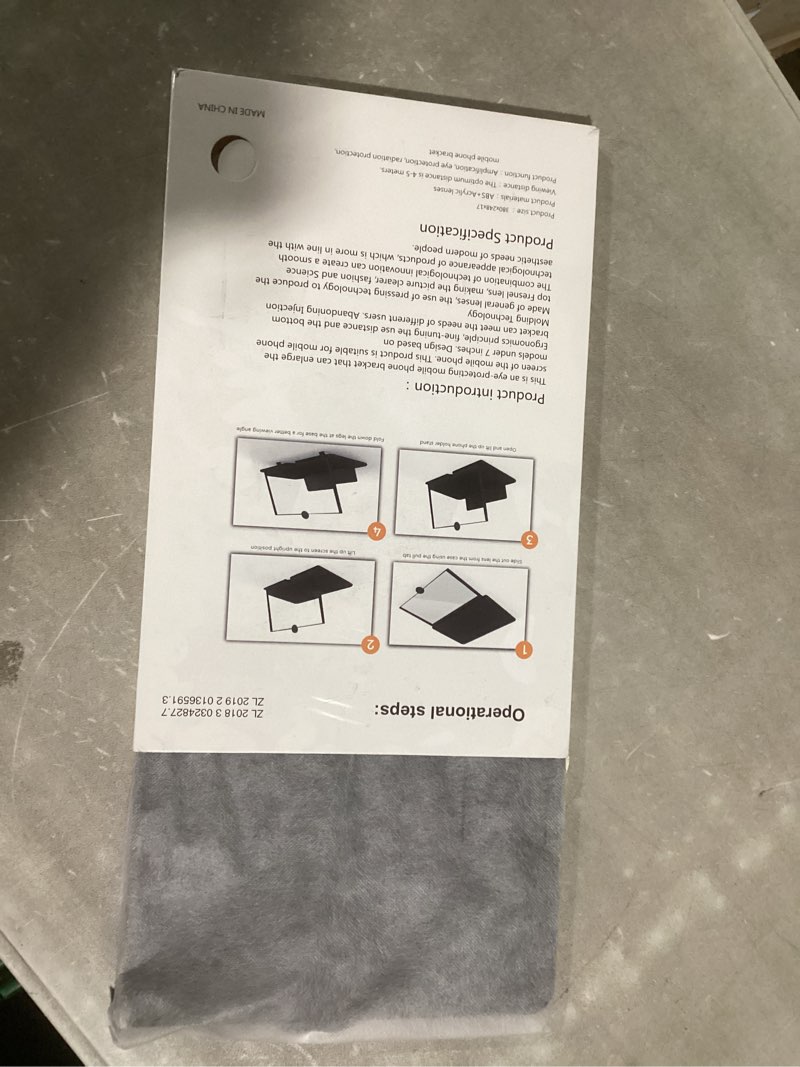 Operational steps:
ZL 2018 3 0324827.7
ZL 2019 2 0136591.3
1
2
Slide out the lens from the case using the pull tab
Lift up the screen to the upright position
3
4
Open and lift up the phone holder stand
Fold down the legs at the base for a bether viewing angle
Product introduction :
This is an eye-protecting mobile phone bracket that can enlarge the
screen of the mobile phone. This product is suitable for mobile phone
models under 7 inches. Design based on
Ergonomics principle, fine-tuning the use distance and the bottom
bracket can meet the needs of different users. Abandoning Injection
Molding Technology
Made of general lenses, the use of pressing technology to produce the
top Fresnel lens, making the picture clearer, fashion and Science
The combination of technological innovation can create a smooth
technological appearance of products, which is more in line with the
aesthetic needs of modern people.
Product Specification
Product size : 380x248x17
Product materials : ABS+Acrylic lenses
Viewing distance : The optimum distance is 4-5 meters.
Product function : Amplification, eye protection, radiation protection,
mobile phone bracket
MADE IN CHINA